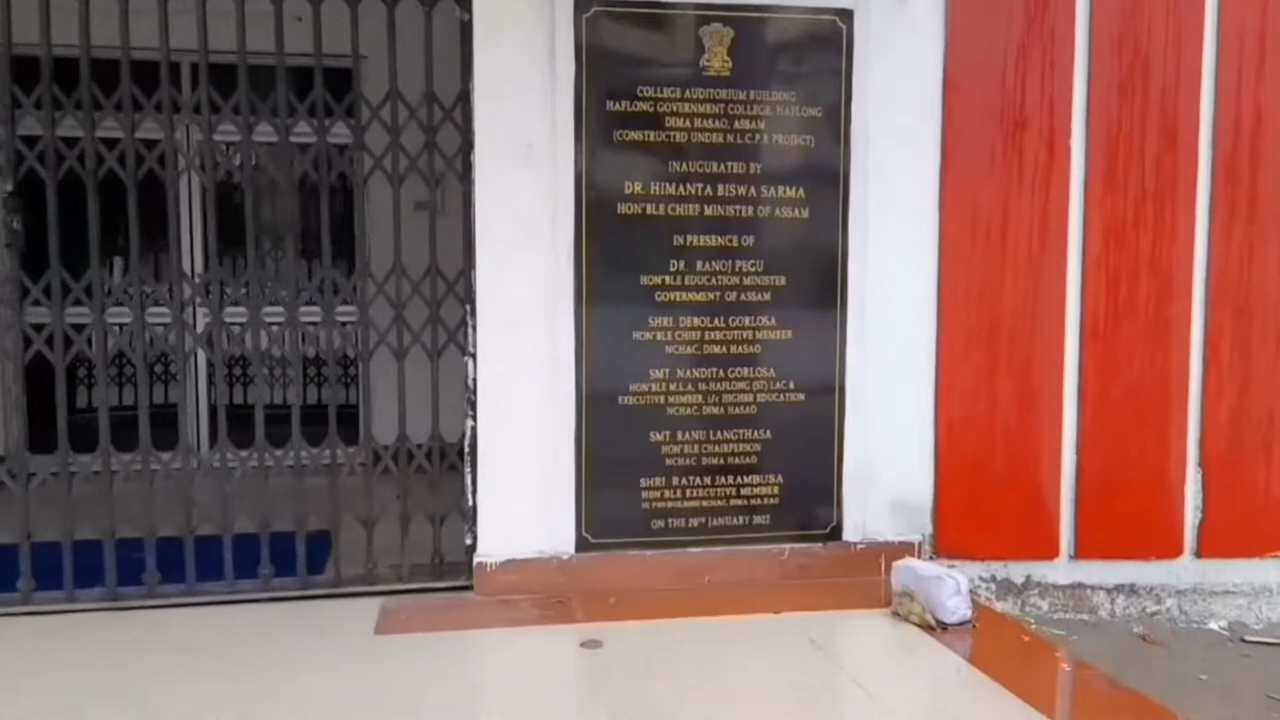 COLLEGE AUDITORIUM BUILDING
HAFLONG GOVERNMENT COLLEGE, HAFLONG
DIMA HASAO, ASSAM
(CONSTRUCTED UNDER N.L.C.P.R PROJECT)
INAUGURATED BY
DR. HIMANTA BISWA SARMA
HON'BLE CHIEF MINISTER OF ASSAM
IN PRESENCE OF
DR. RANOJ PEGU
HON'BLE EDUCATION MINISTER
GOVERNMENT OF ASSAM
SHRI. DEBOLAL GORLOSA
HON'BLE CHIEF EXECUTIVE MEMBER
NCHAC, DIMA HASAO
SMT. NANDITA GORLOSA
HON'BLE M.L.A, 16-HAFLONG (ST) LAC &
EXECUTIVE MEMBER, i/c HIGHER EDUCATION
NCHAC, DIMA HASAO
SMT. RANU LANGTHASA
HON'BLE CHAIRPERSON
NCHAC DIMA HASAO
SHRI. RATAN JARAMBUSA
HON'BLE EXECUTIVE MEMBER
NCHAC, DIMA HASAO
ON THE JANUARY 2022